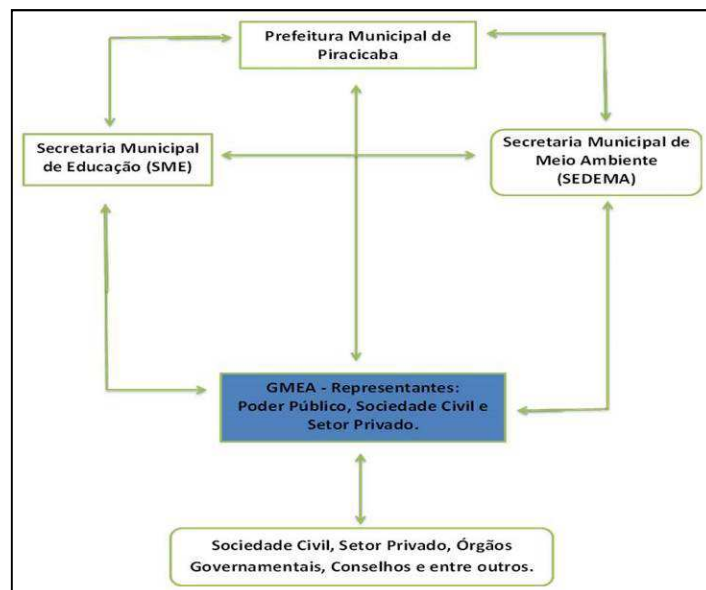 Prefeitura Municipal de
Piracicaba
Secretaria Municipal
de Educação (SME)
Secretaria Municipal de
Meio Ambiente
(SEDEMA)
GMEA - Representantes:
Poder Público, Sociedade Civil e
Setor Privado.
Sociedade Civil, Setor Privado, Órgãos
Governamentais, Conselhos e entre outros.